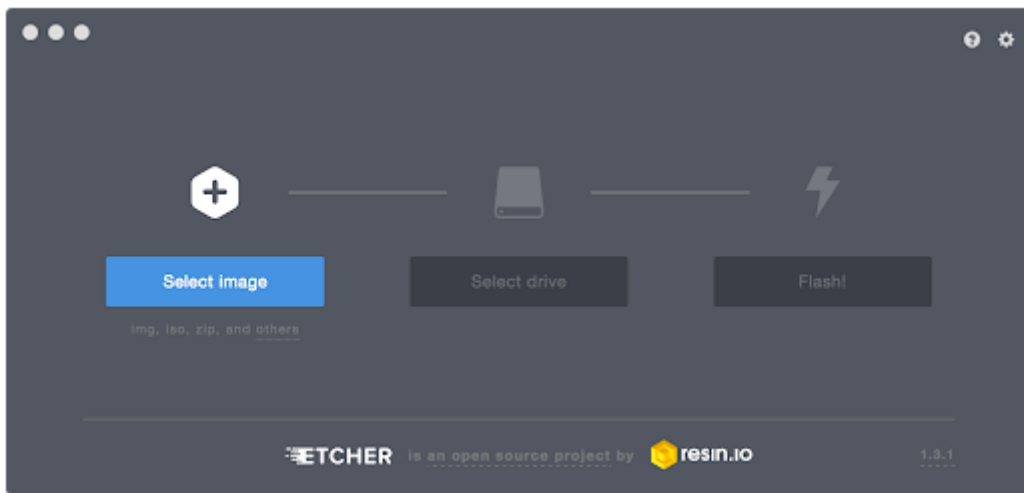 Select image
Select drive
Flash!
img, iso, zip, and others
ETCHER is an open source project by resin.io
1.3.1